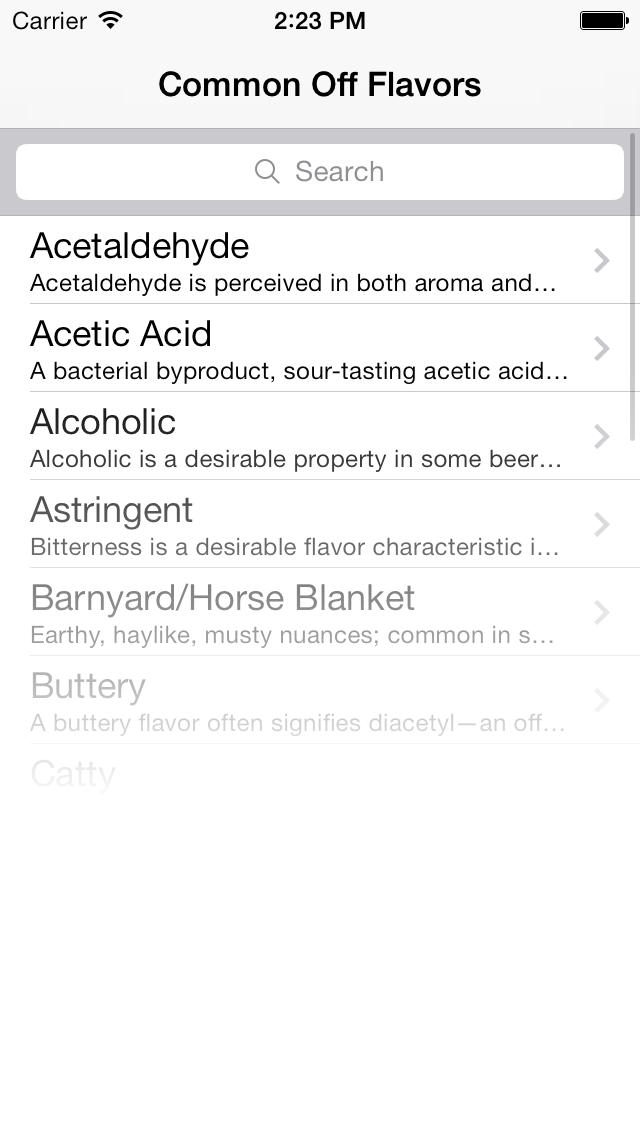 Carrier 2:23 PM
Common Off Flavors
Search
Acetaldehyde
Acetaldehyde is perceived in both aroma and…
Acetic Acid
A bacterial byproduct, sour-tasting acetic acid…
Alcoholic
Alcoholic is a desirable property in some beer…
Astringent
Bitterness is a desirable flavor characteristic i…
Barnyard/Horse Blanket
Earthy, haylike, musty nuances; common in s…
Buttery
A buttery flavor often signifies diacetyl—an off…
Catty